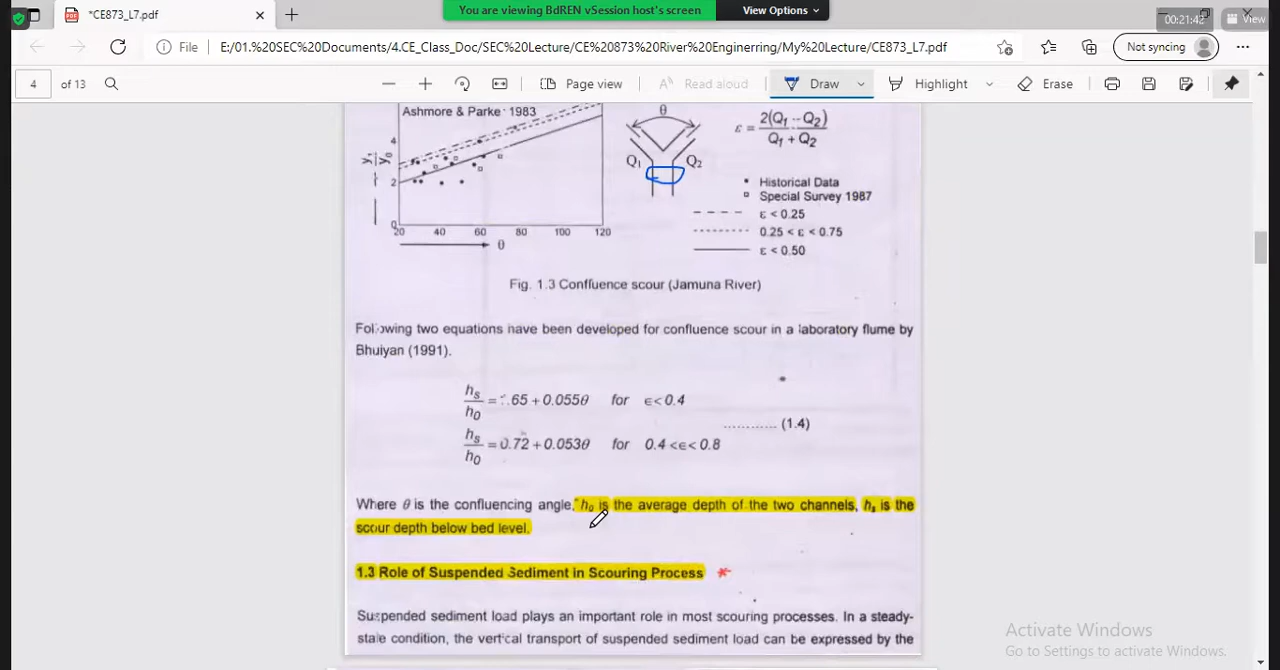 *CE873_L7.pdf
You are viewing BdREN vSession host's screen
View Options
00:21:42
View
File
E:/01.%20SEC%20Documents/4.CE_Class_Doc/SEC%20Lecture/CE%20873%20River%20Enginerring/My%20Lecture/CE873_L7.pdf
Not syncing
4 of 13
Page view
Read aloud
Draw
Highlight
Erase
Ashmore & Parke 1983
4
2
0
20 40 60 80 100 120
θ
θ
Q1 Q2
ε = 2(Q1 - Q2) / Q1 + Q2
Historical Data
Special Survey 1987
ε < 0.25
0.25 < ε < 0.75
ε < 0.50
Fig. 1.3 Confluence scour (Jamuna River)
Following two equations have been developed for confluence scour in a laboratory flume by
Bhuiyan (1991).
hs/h0 = .65 + 0.055θ for ϵ<0.4
............ (1.4)
hs/h0 = 0.72 + 0.053θ for 0.4 <ϵ< 0.8
Where θ is the confluencing angle, h0 is the average depth of the two channels, hs is the
scour depth below bed level.
1.3 Role of Suspended Sediment in Scouring Process
Suspended sediment load plays an important role in most scouring processes. In a steady-
state condition, the vertical transport of suspended sediment load can be expressed by the
Activate Windows
Go to Settings to activate Windows.